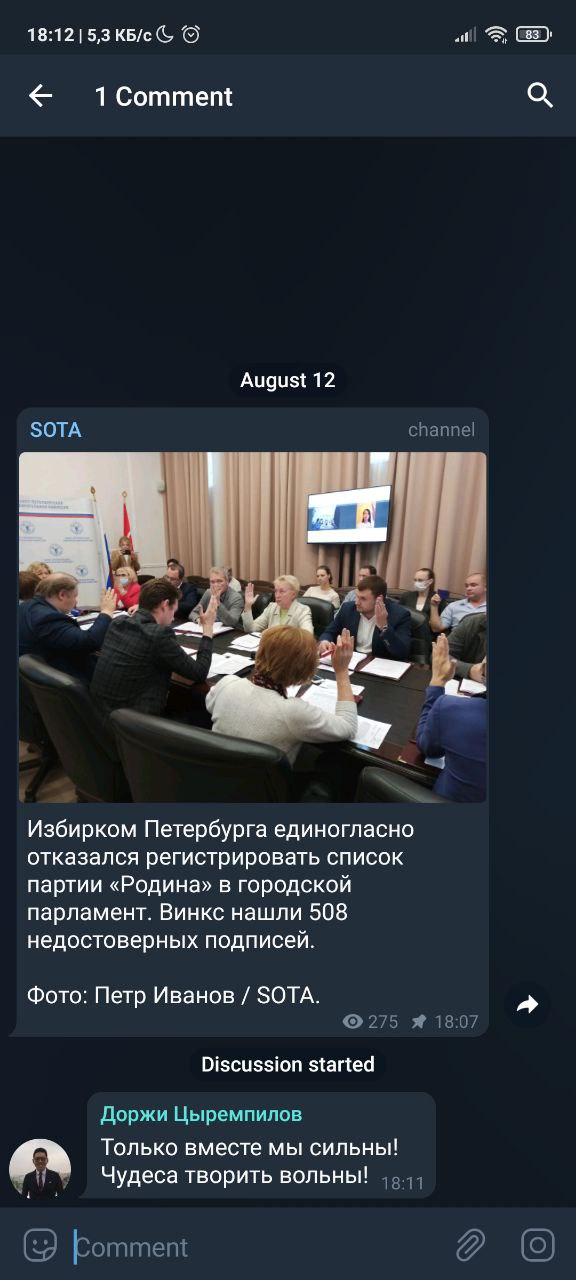 18:12 | 5,3 КБ/с
83
1 Comment
August 12
SOTA
channel
Избирком Петербурга единогласно
отказался регистрировать список
партии «Родина» в городской
парламент. Винкс нашли 508
недостоверных подписей.
Фото: Петр Иванов / SOTA.
275
18:07
Discussion started
Доржи Цыремпилов
Только вместе мы сильны!
Чудеса творить вольны!
18:11
Comment